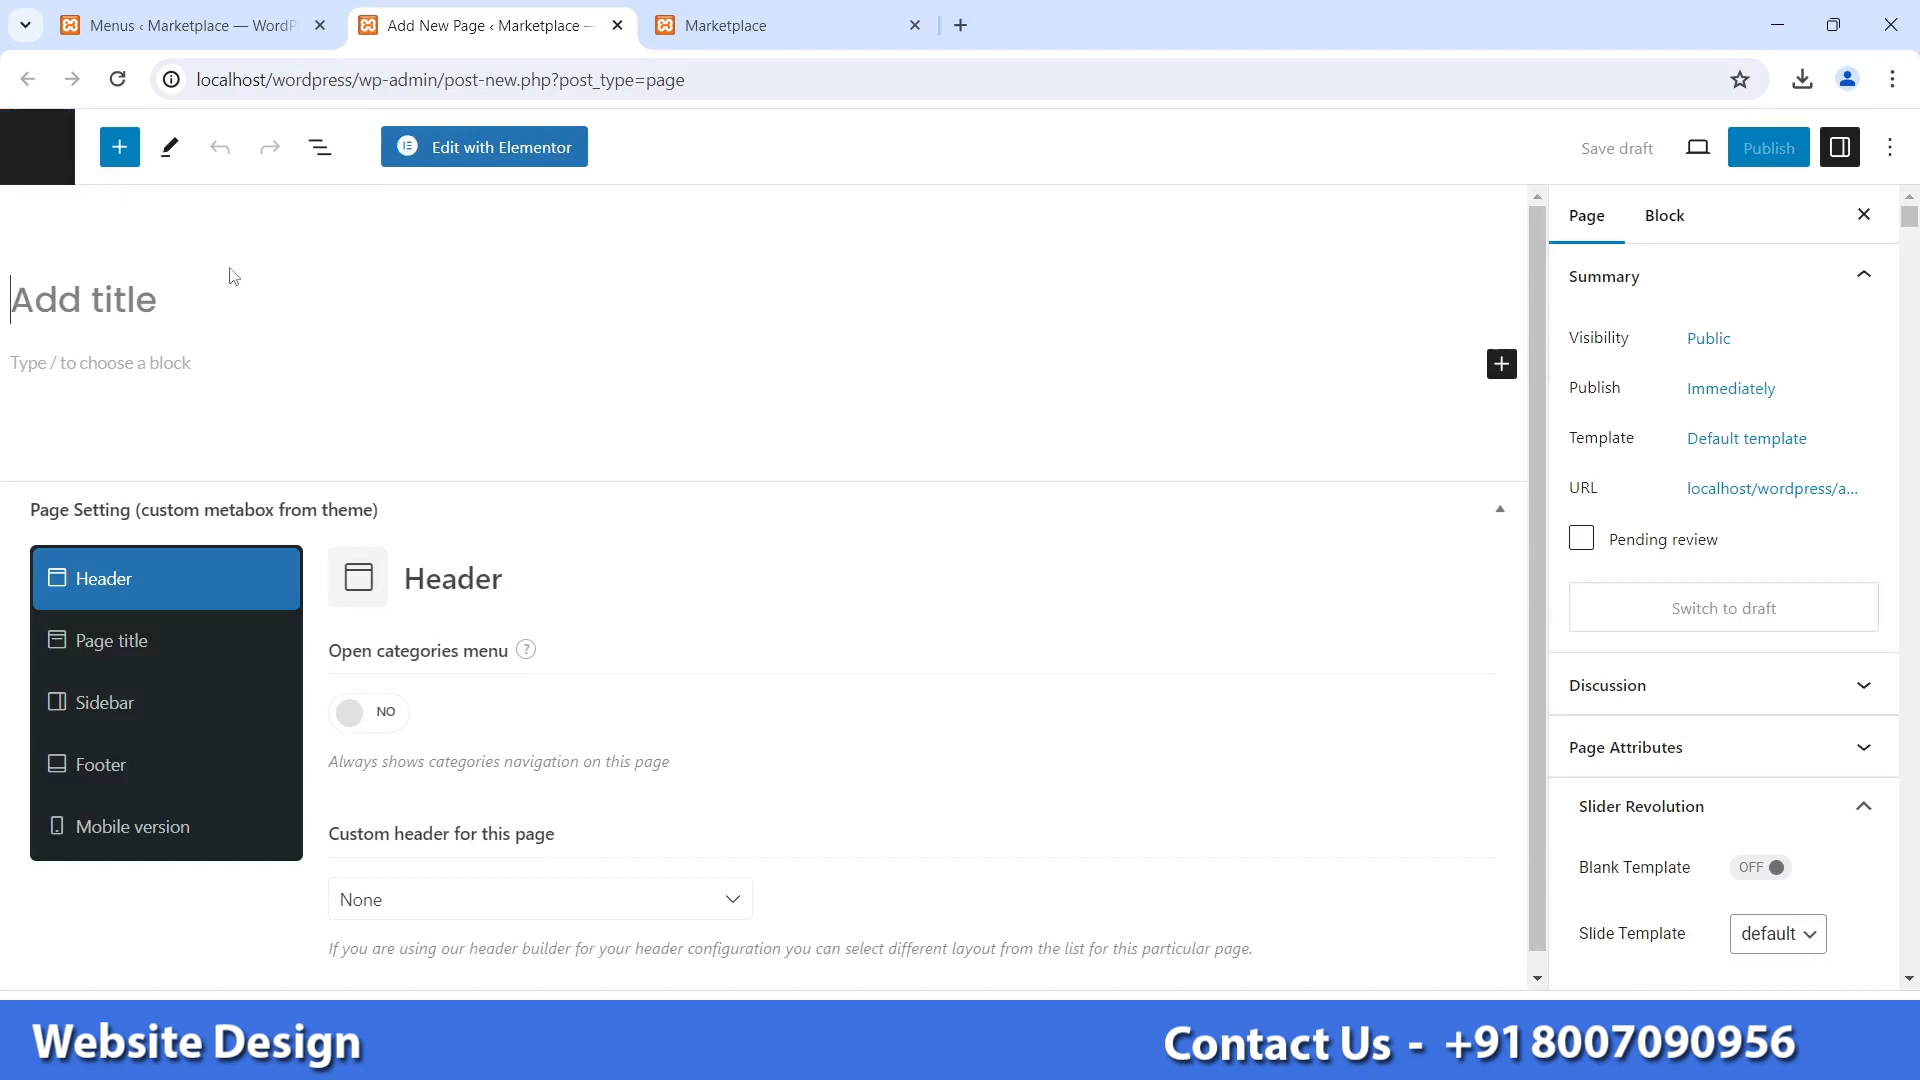 Menus ‹ Marketplace — WordP
Add New Page ‹ Marketplace —
Marketplace
localhost/wordpress/wp-admin/post-new.php?post_type=page
Edit with Elementor
Save draft
Publish
Add title
Type / to choose a block
Page Setting (custom metabox from theme)
Header
Page title
Sidebar
Footer
Mobile version
Header
Open categories menu ?
NO
Always shows categories navigation on this page
Custom header for this page
None
If you are using our header builder for your header configuration you can select different layout from the list for this particular page.
Page Block
Summary
Visibility Public
Publish Immediately
Template Default template
URL localhost/wordpress/a...
Pending review
Switch to draft
Discussion
Page Attributes
Slider Revolution
Blank Template OFF
Slide Template default
Website Design
Contact Us - +91 8007090956